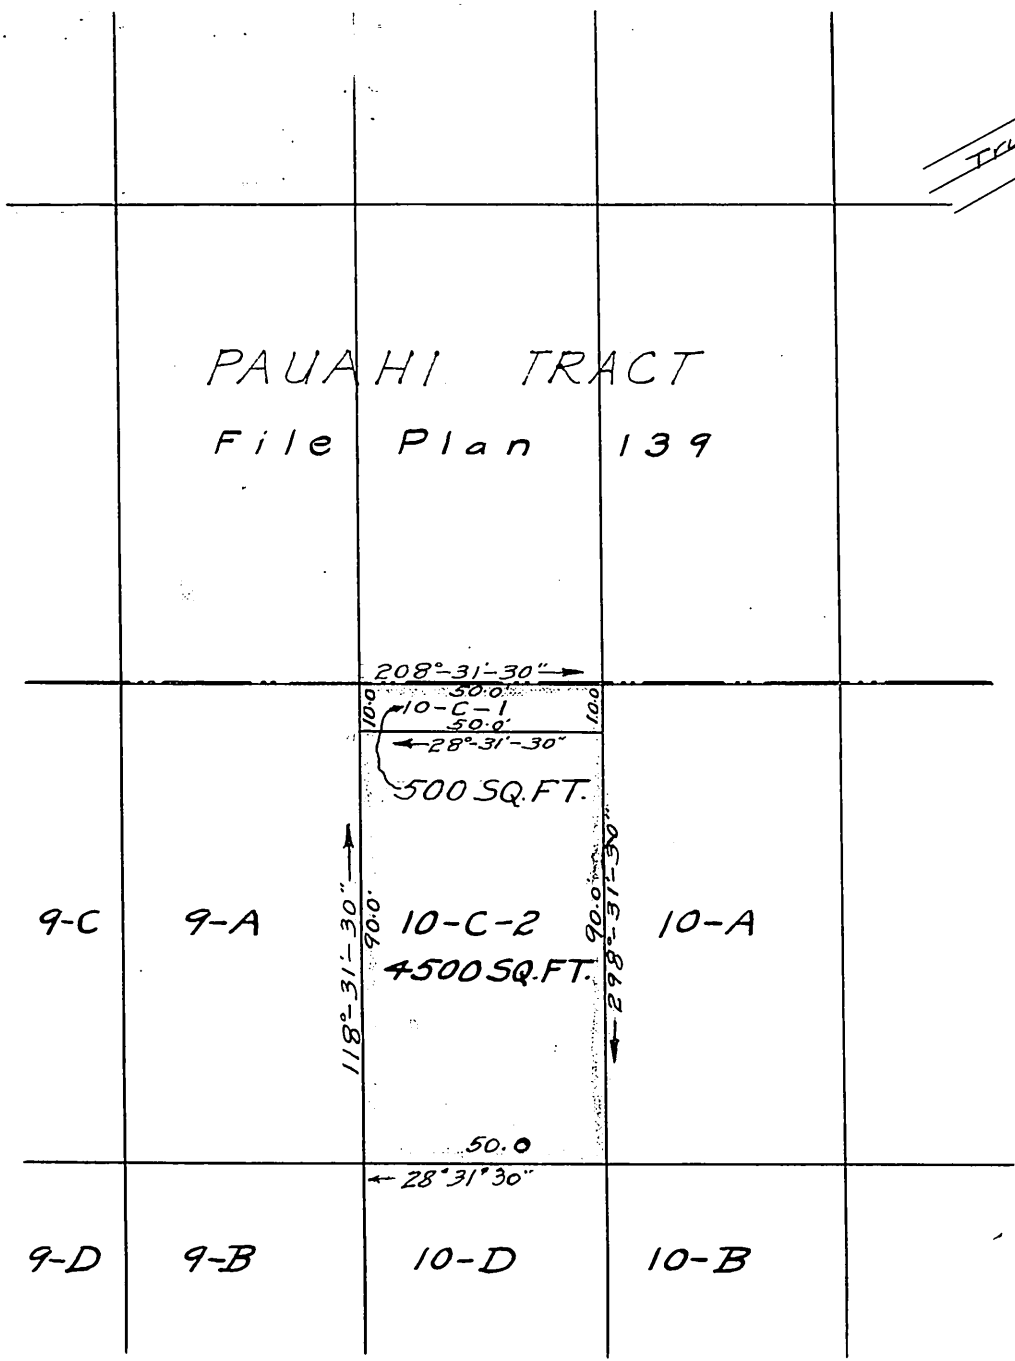 PAUAHI TRACT
File Plan 139
208°-31'-30"
50.0'
10.0
10-C-1
10.0
50.0'
28°-31'-30"
500 SQ.FT.
118°-31'-30"
90.0'
90.0'
298°-31'-30"
9-C
9-A
10-C-2
10-A
4500 SQ.FT.
50.0
28°31'30"
9-D
9-B
10-D
10-B